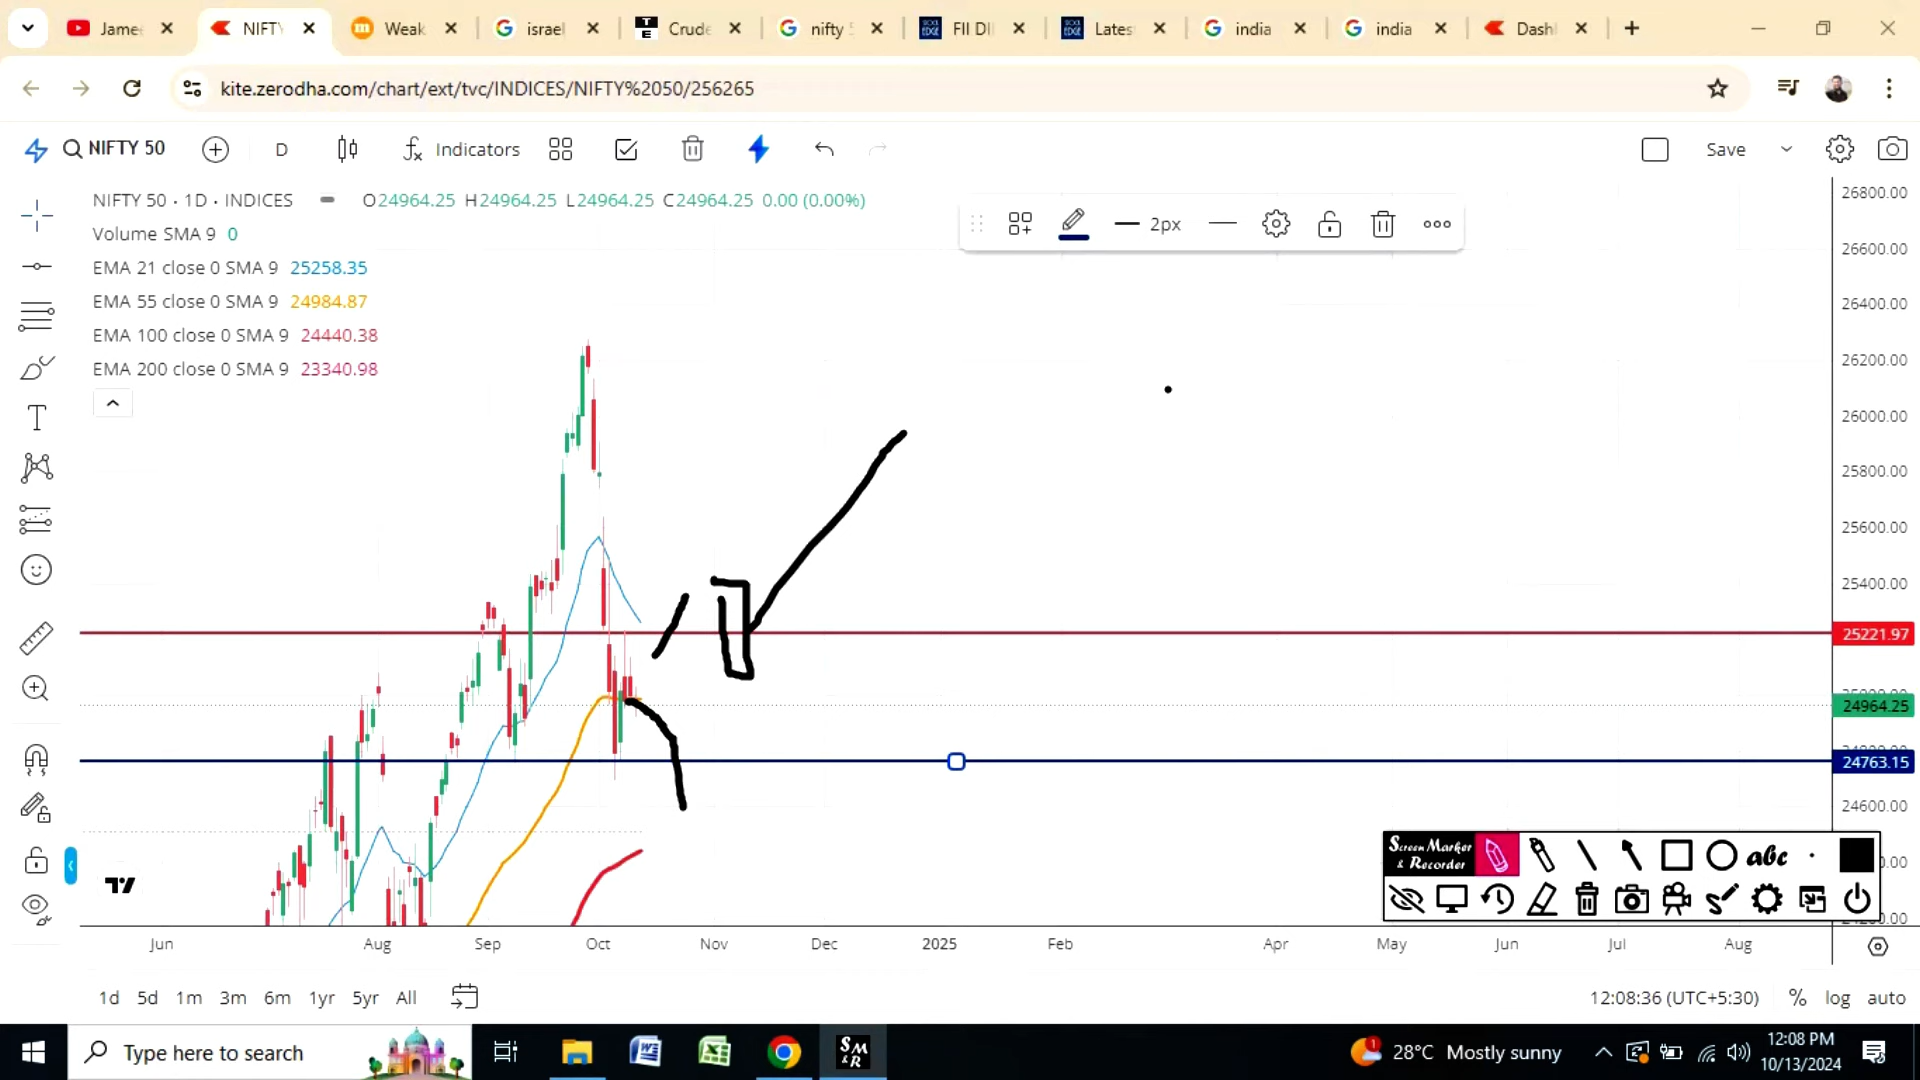 Jame
NIFTY
Weak
israel
Crude
nifty 5
FII DII
Lates
india
india
Dashl
kite.zerodha.com/chart/ext/tvc/INDICES/NIFTY%2050/256265
NIFTY 50
D
Indicators
Save
NIFTY 50 · 1D · INDICES
O24964.25 H24964.25 L24964.25 C24964.25 0.00 (0.00%)
2px
Volume SMA 9 0
EMA 21 close 0 SMA 9 25258.35
EMA 55 close 0 SMA 9 24984.87
EMA 100 close 0 SMA 9 24440.38
EMA 200 close 0 SMA 9 23340.98
26800.00
26600.00
26400.00
26200.00
26000.00
25800.00
25600.00
25400.00
25221.97
24964.25
24763.15
24600.00
Screen Marker
& Recorder
abc
Jun
Aug
Sep
Oct
Nov
Dec
2025
Feb
Apr
May
Jun
Jul
Aug
1d 5d 1m 3m 6m 1yr 5yr All
12:08:36 (UTC+5:30) % log auto
Type here to search
28°C Mostly sunny
12:08 PM
10/13/2024